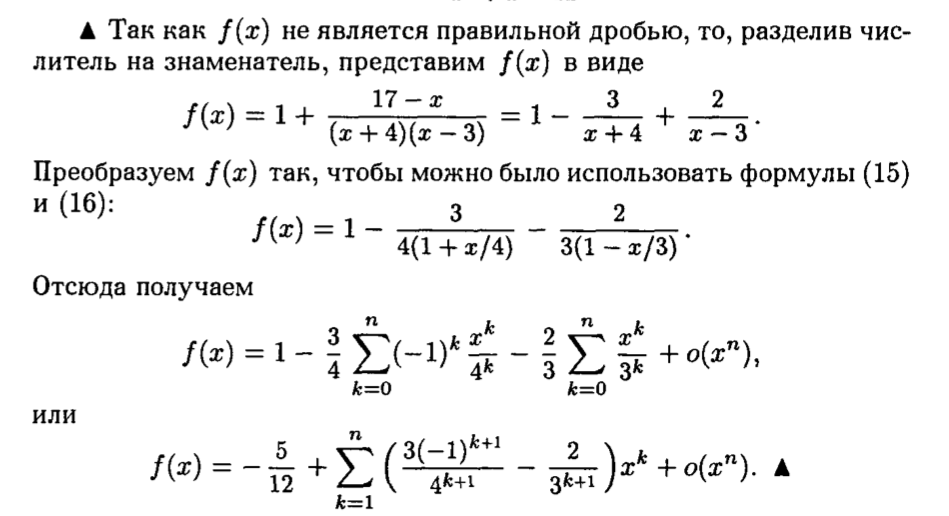 ▲ Так как f(x) не является правильной дробью, то, разделив чис-
литель на знаменатель, представим f(x) в виде
f(x) = 1 + \frac{17 − x}{(x + 4)(x − 3)} = 1 − \frac{3}{x + 4} + \frac{2}{x − 3}.
Преобразуем f(x) так, чтобы можно было использовать формулы (15)
и (16):
f(x) = 1 − \frac{3}{4(1 + x/4)} − \frac{2}{3(1 − x/3)}.
Отсюда получаем
f(x) = 1 − \frac{3}{4} \sum_{k=0}^{n} (−1)^k \frac{x^k}{4^k} − \frac{2}{3} \sum_{k=0}^{n} \frac{x^k}{3^k} + o(x^n),
или
f(x) = −\frac{5}{12} + \sum_{k=1}^{n} \left( \frac{3(−1)^{k+1}}{4^{k+1}} − \frac{2}{3^{k+1}} \right) x^k + o(x^n). ▲